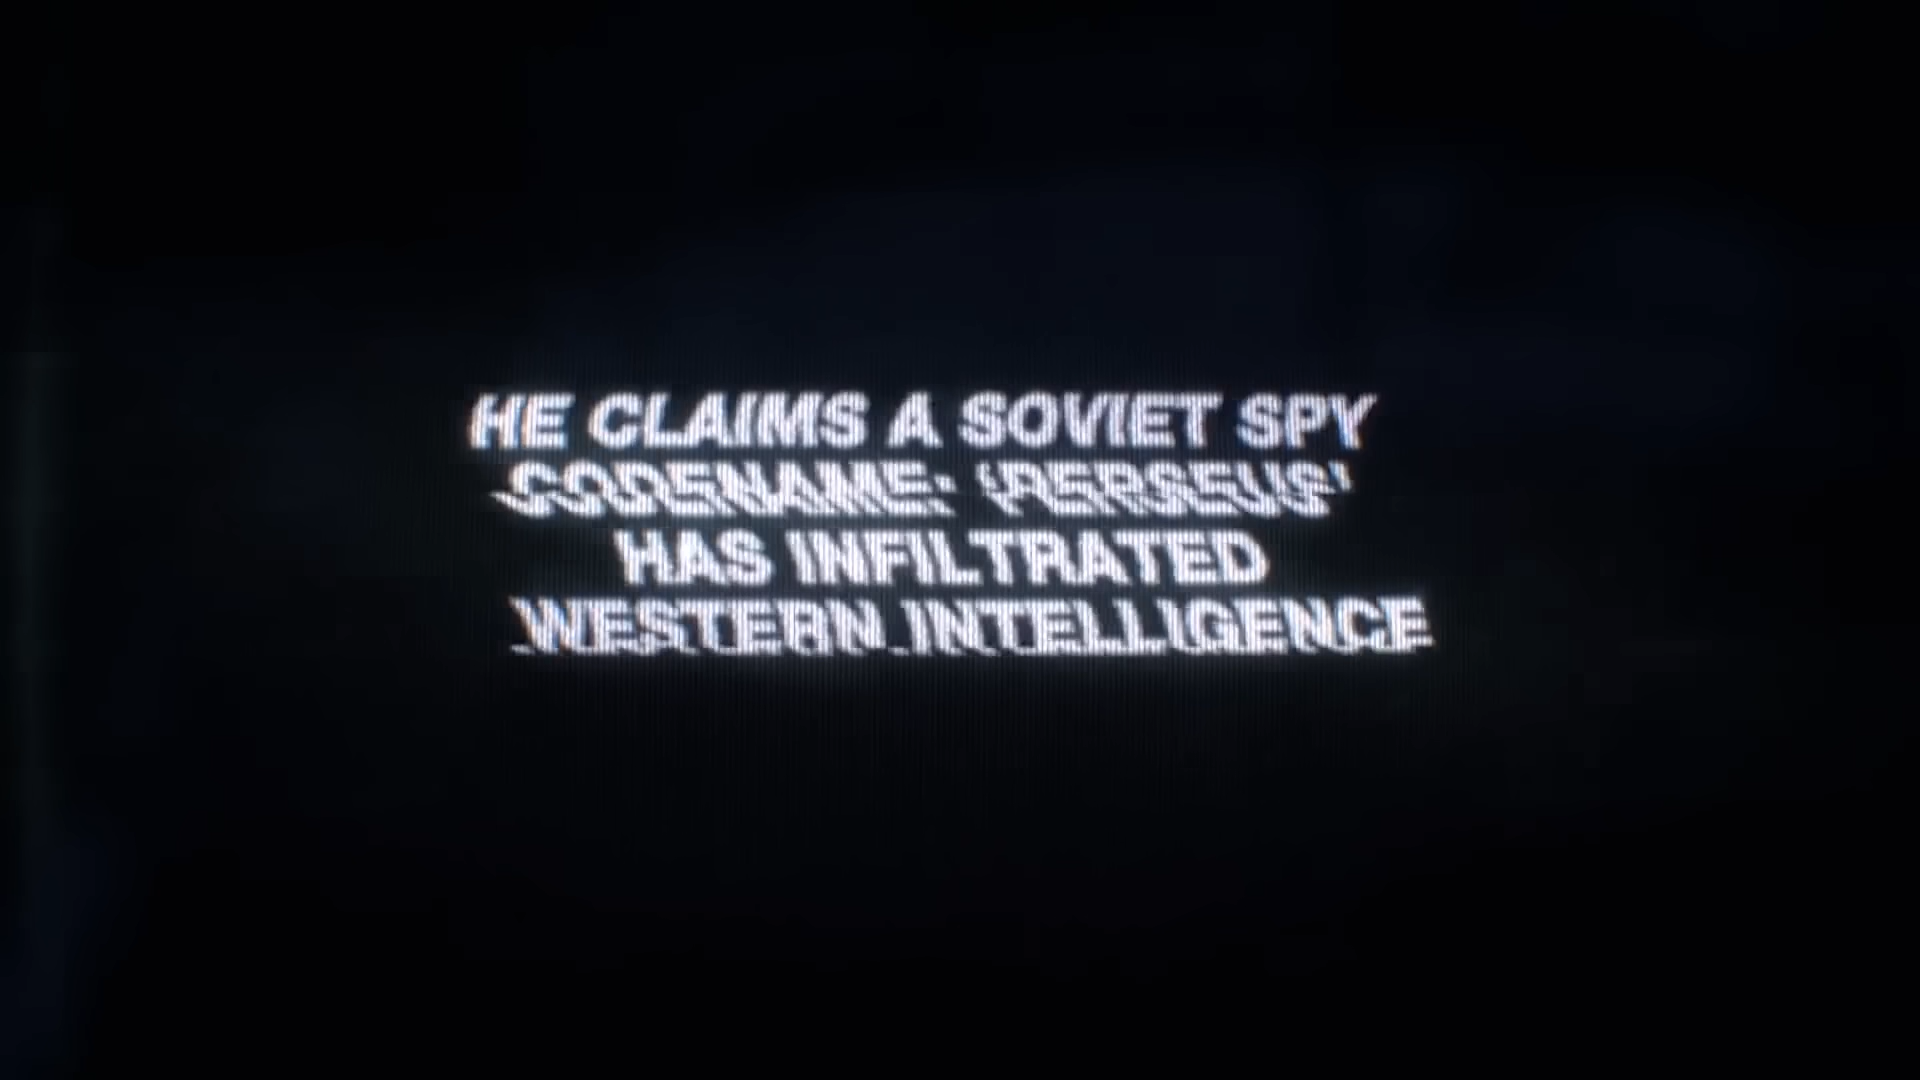 HE CLAIMS A SOVIET SPY
CODENAME: ‘PERSEUS’
HAS INFILTRATED
WESTERN INTELLIGENCE